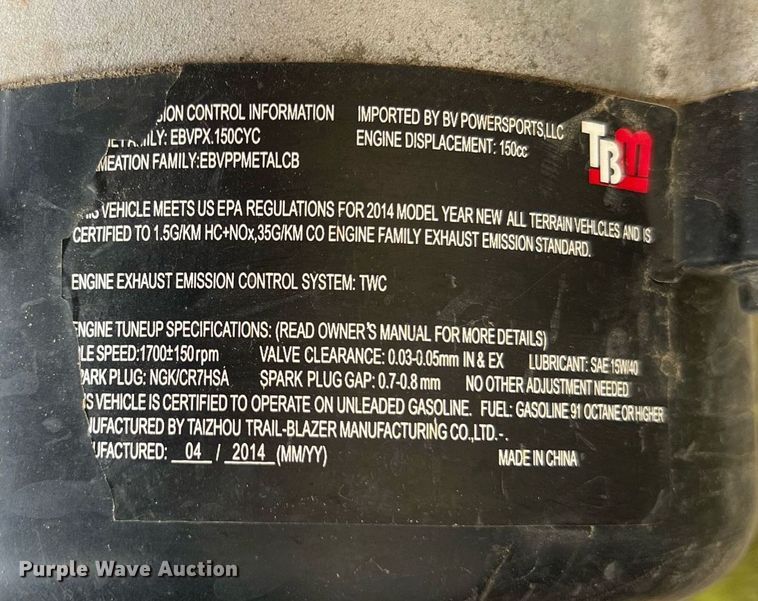 ION CONTROL INFORMATION IMPORTED BY BV POWERSPORTS,LLC
MILY: EBVPX.150CYC ENGINE DISPLACEMENT: 150cc
MEATION FAMILY:EBVPPMETALCB
TBM
IS VEHICLE MEETS US EPA REGULATIONS FOR 2014 MODEL YEAR NEW ALL TERRAIN VEHLCLES AND IS
CERTIFIED TO 1.5G/KM HC+NOx,35G/KM CO ENGINE FAMILY EXHAUST EMISSION STANDARD.
ENGINE EXHAUST EMISSION CONTROL SYSTEM: TWC
ENGINE TUNEUP SPECIFICATIONS: (READ OWNER'S MANUAL FOR MORE DETAILS)
LE SPEED:1700±150 rpm VALVE CLEARANCE: 0.03-0.05mm IN & EX LUBRICANT: SAE 15W/40
PARK PLUG: NGK/CR7HSA SPARK PLUG GAP: 0.7-0.8 mm NO OTHER ADJUSTMENT NEEDED
S VEHICLE IS CERTIFIED TO OPERATE ON UNLEADED GASOLINE. FUEL: GASOLINE 91 OCTANE OR HIGHER
NUFACTURED BY TAIZHOU TRAIL-BLAZER MANUFACTURING CO.,LTD-.
UFACTURED: 04 / 2014 (MM/YY) MADE IN CHINA
Purple Wave Auction